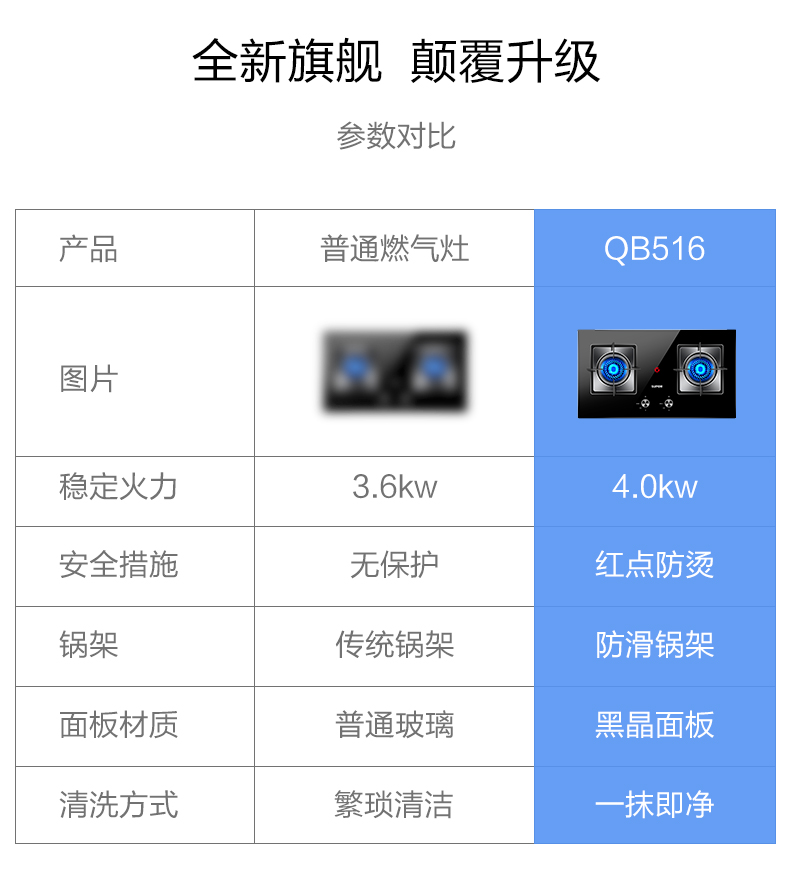 全新旗舰 颠覆升级
参数对比
产品 普通燃气灶 QB516
图片
稳定火力 3.6kw 4.0kw
安全措施 无保护 红点防烫
锅架 传统锅架 防滑锅架
面板材质 普通玻璃 黑晶面板
清洗方式 繁琐清洁 一抹即净